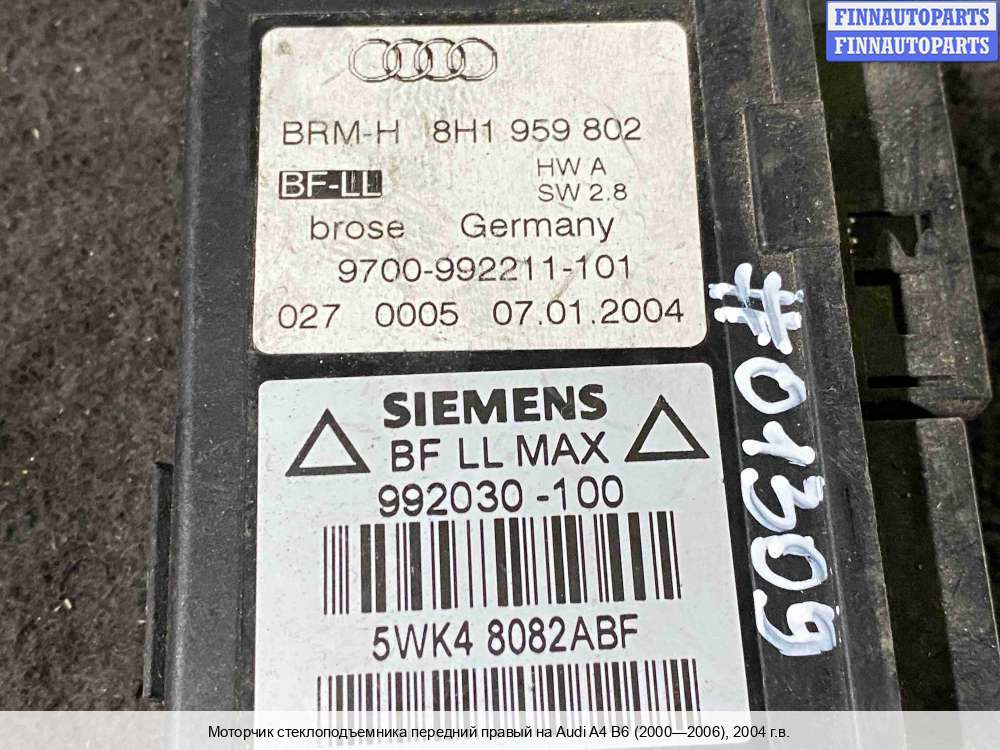 FINNAUTOPARTS
FINNAUTOPARTS
BRM-H 8H1 959 802
BF-LL
HW A
SW 2.8
brose Germany
9700-992211-101
027 0005 07.01.2004
SIEMENS
BF LL MAX
992030-100
5WK4 8082ABF
#01309
Моторчик стеклоподъемника передний правый на Audi A4 B6 (2000—2006), 2004 г.в.